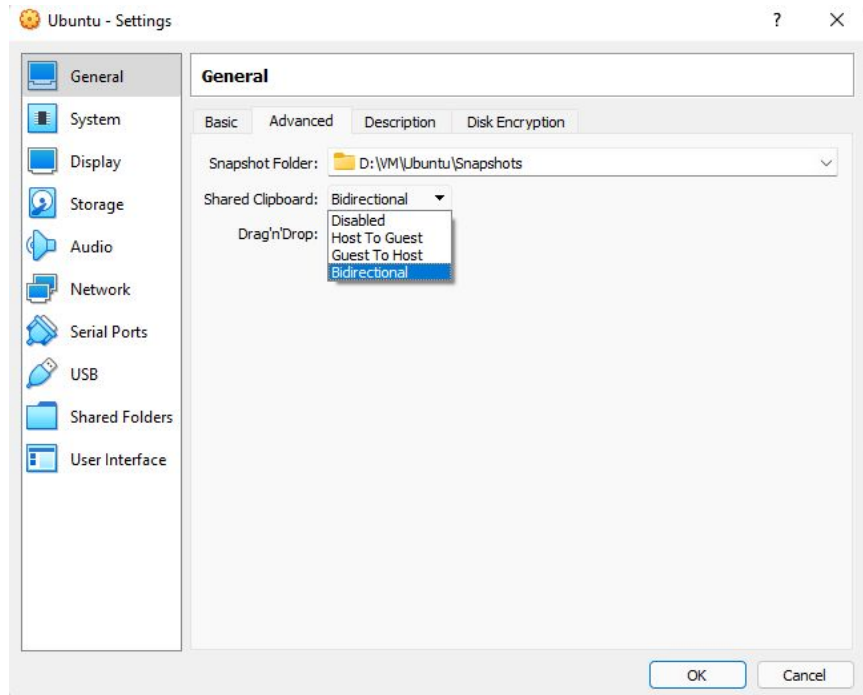 Ubuntu - Settings ? ×
General
System
Display
Storage
Audio
Network
Serial Ports
USB
Shared Folders
User Interface
General
Basic Advanced Description Disk Encryption
Snapshot Folder: D:\VM\Ubuntu\Snapshots
Shared Clipboard: Bidirectional
Drag'n'Drop:
Disabled
Host To Guest
Guest To Host
Bidirectional
OK Cancel